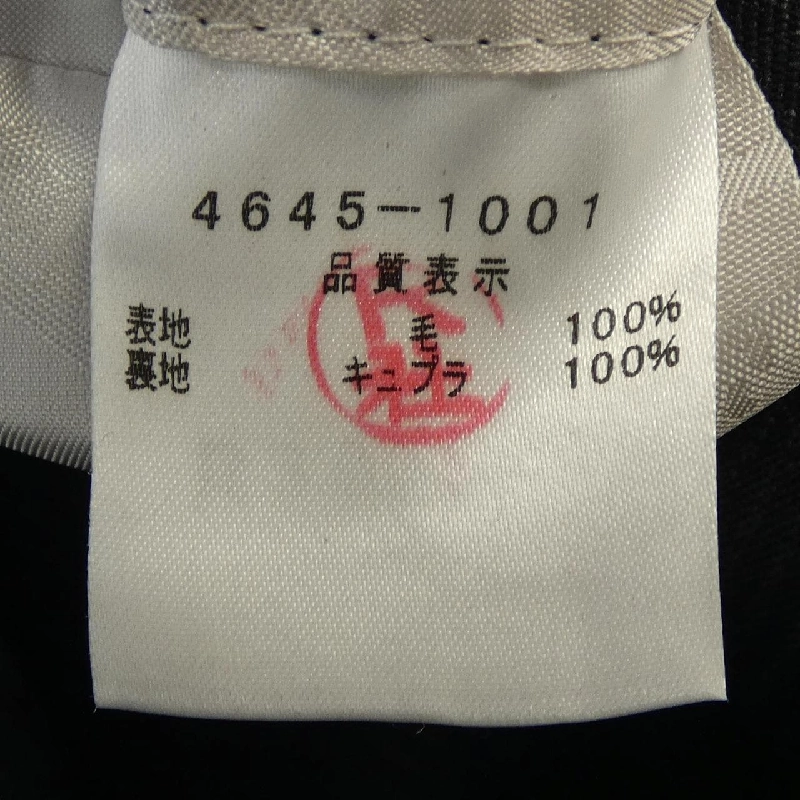 4645-1001
品質表示
表地 毛 100%
裏地 キュプラ 100%